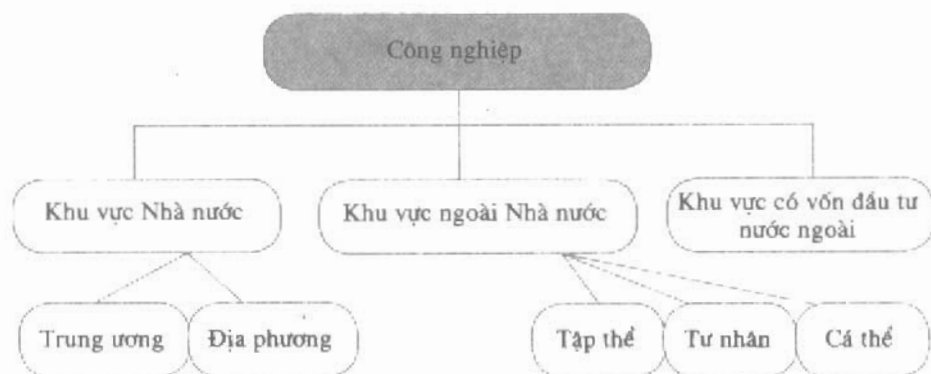 Công nghiệp
Khu vực Nhà nước
Khu vực ngoài Nhà nước
Khu vực có vốn đầu tư
nước ngoài
Trung ương
Địa phương
Tập thể
Tư nhân
Cá thể